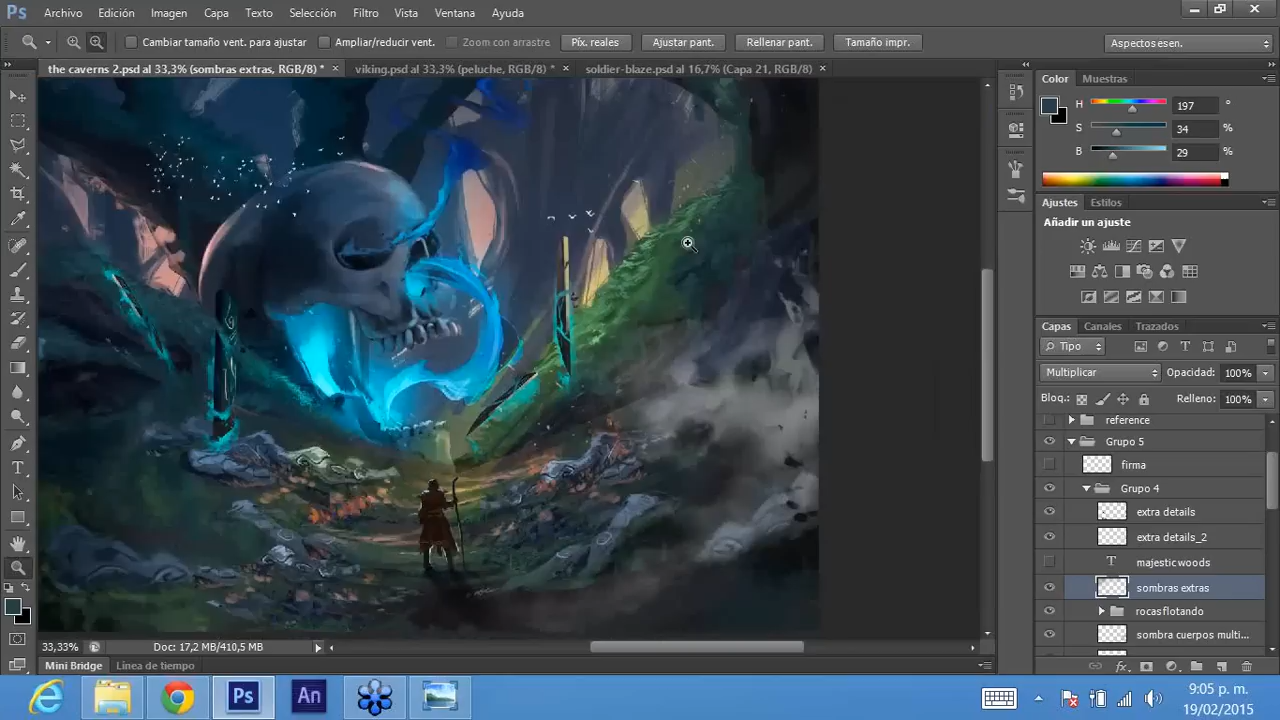 Ps Archivo Edición Imagen Capa Texto Selección Filtro Vista Ventana Ayuda
Cambiar tamaño vent. para ajustar Ampliar/reducir vent. Zoom con arrastre Píx. reales Ajustar pant. Rellenar pant. Tamaño impr. Aspectos esen.
the caverns 2.psd al 33,3% (sombras extras, RGB/8) * × viking.psd al 33,3% (peluche, RGB/8) * × soldier-blaze.psd al 16,7% (Capa 21, RGB/8) ×
Color Muestras
H 197 °
S 34 %
B 29 %
Ajustes Estilos
Añadir un ajuste
Capas Canales Trazados
Tipo
Multiplicar Opacidad: 100%
Bloq.: Relleno: 100%
reference
Grupo 5
firma
Grupo 4
extra details
extra details_2
T majestic woods
sombras extras
rocas flotando
sombra cuerpos multi...
33,33% Doc: 17,2 MB/410,5 MB
Mini Bridge Línea de tiempo
Ps An
9:05 p. m.
19/02/2015